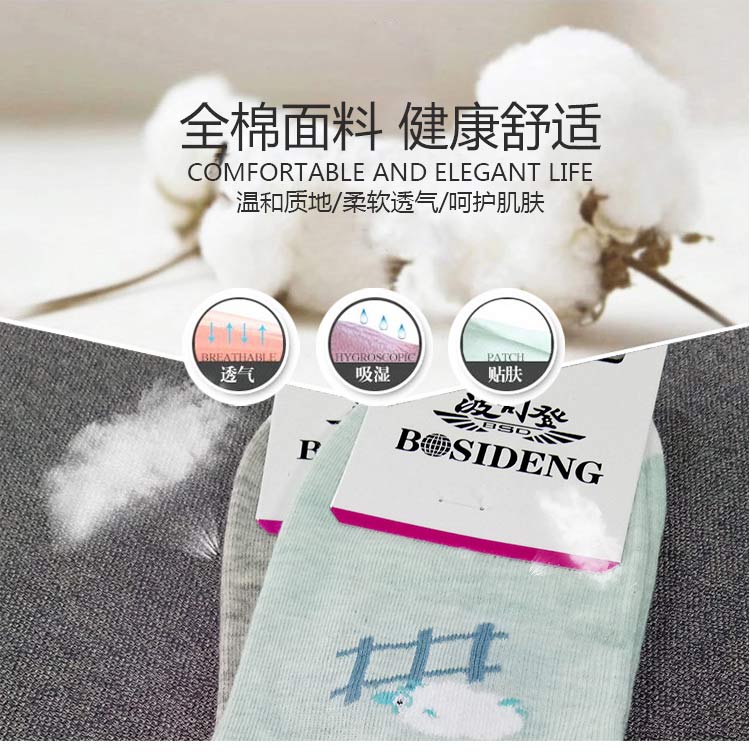 全棉面料 健康舒适
COMFORTABLE AND ELEGANT LIFE
温和质地/柔软透气/呵护肌肤
BREATHABLE
透气
HYGROSCOPIC
吸湿
PATCH
贴肤
波司登
BSD
BOSIDENG